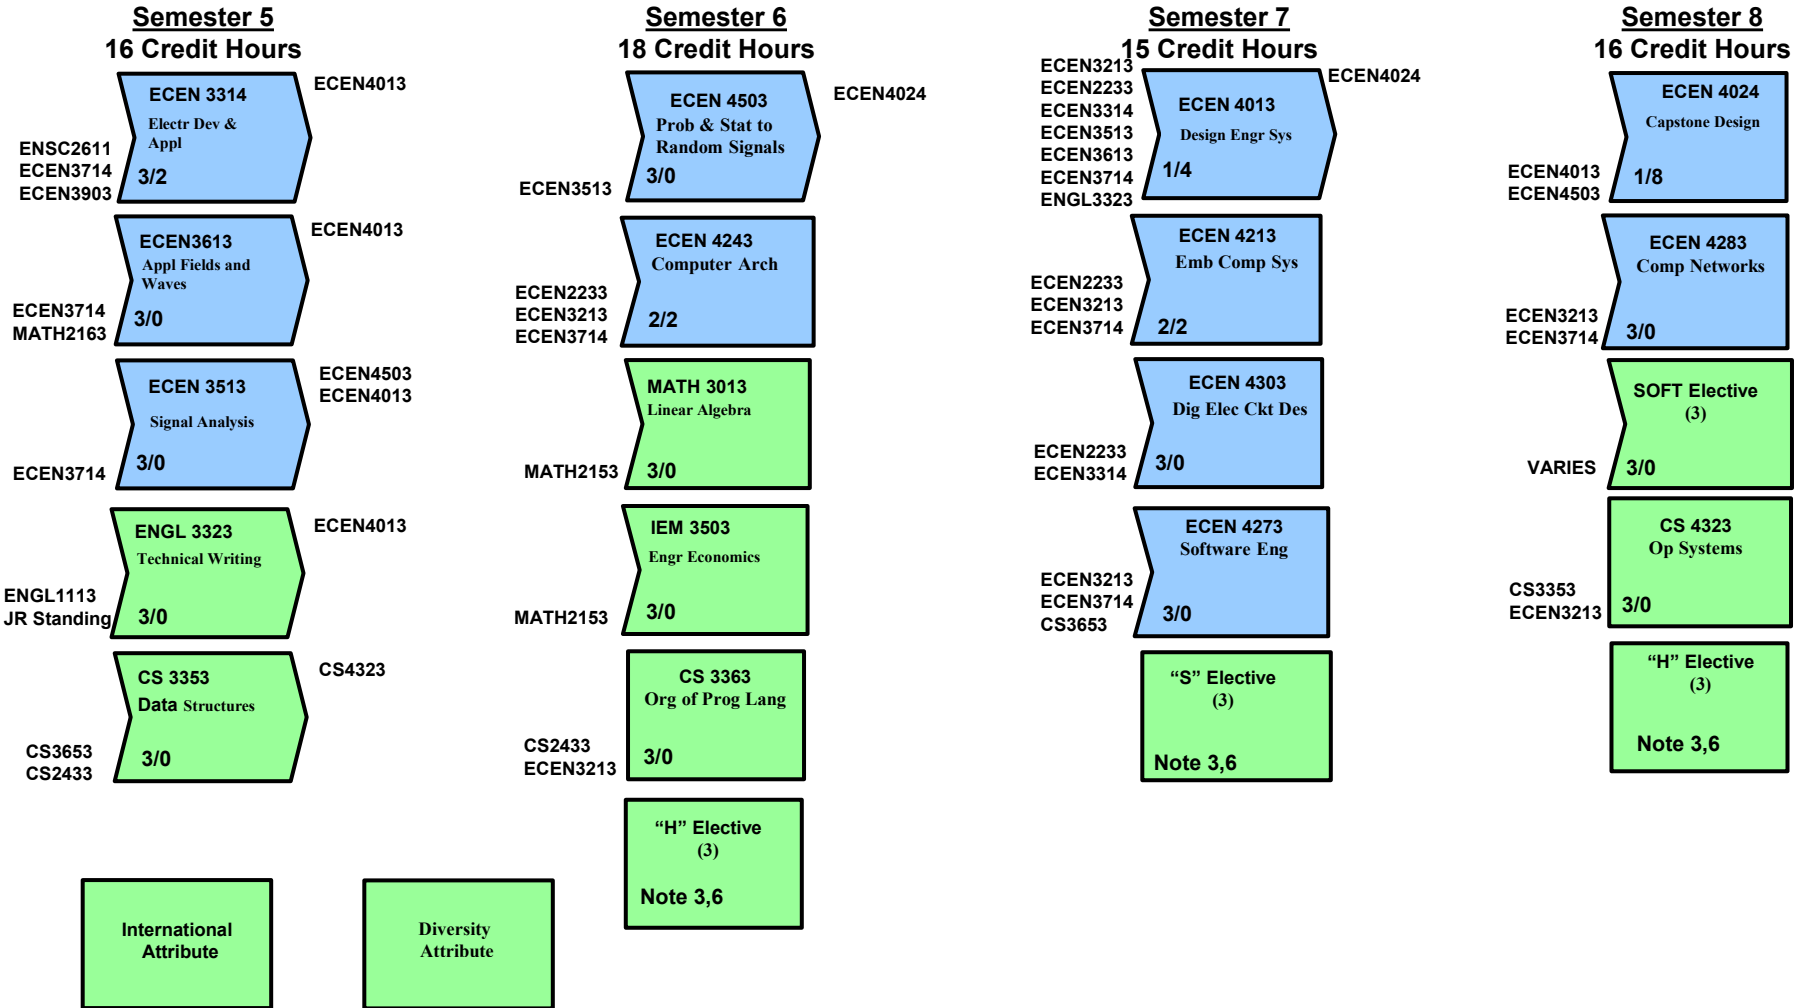 Semester 5
16 Credit Hours
ECEN 3314
Electr Dev &
Appl
3/2
ECEN4013
ENSC2611
ECEN3714
ECEN3903
ECEN3613
Appl Fields and
Waves
3/0
ECEN4013
ECEN3714
MATH2163
ECEN 3513
Signal Analysis
3/0
ECEN4503
ECEN4013
ECEN3714
ENGL 3323
Technical Writing
3/0
ECEN4013
ENGL1113
JR Standing
CS 3353
Data Structures
3/0
CS4323
CS3653
CS2433
International
Attribute
Diversity
Attribute
Semester 6
18 Credit Hours
ECEN 4503
Prob & Stat to
Random Signals
3/0
ECEN4024
ECEN3513
ECEN 4243
Computer Arch
2/2
ECEN2233
ECEN3213
ECEN3714
MATH 3013
Linear Algebra
3/0
MATH2153
IEM 3503
Engr Economics
3/0
MATH2153
CS 3363
Org of Prog Lang
3/0
CS2433
ECEN3213
“H” Elective
(3)
Note 3,6
Semester 7
15 Credit Hours
ECEN3213
ECEN2233
ECEN3314
ECEN3513
ECEN3613
ECEN3714
ENGL3323
ECEN 4013
Design Engr Sys
1/4
ECEN4024
ECEN 4213
Emb Comp Sys
2/2
ECEN2233
ECEN3213
ECEN3714
ECEN 4303
Dig Elec Ckt Des
3/0
ECEN2233
ECEN3314
ECEN 4273
Software Eng
3/0
ECEN3213
ECEN3714
CS3653
“S” Elective
(3)
Note 3,6
Semester 8
16 Credit Hours
ECEN 4024
Capstone Design
1/8
ECEN4013
ECEN4503
ECEN 4283
Comp Networks
3/0
ECEN3213
ECEN3714
SOFT Elective
(3)
3/0
VARIES
CS 4323
Op Systems
3/0
CS3353
ECEN3213
“H” Elective
(3)
Note 3,6